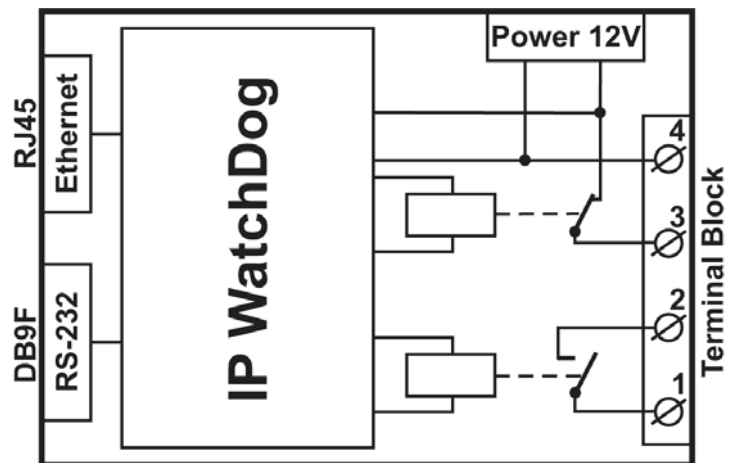 Power 12V
RJ45
Ethernet
IP WatchDog
DB9F
RS-232
4
3
2
1
Terminal Block